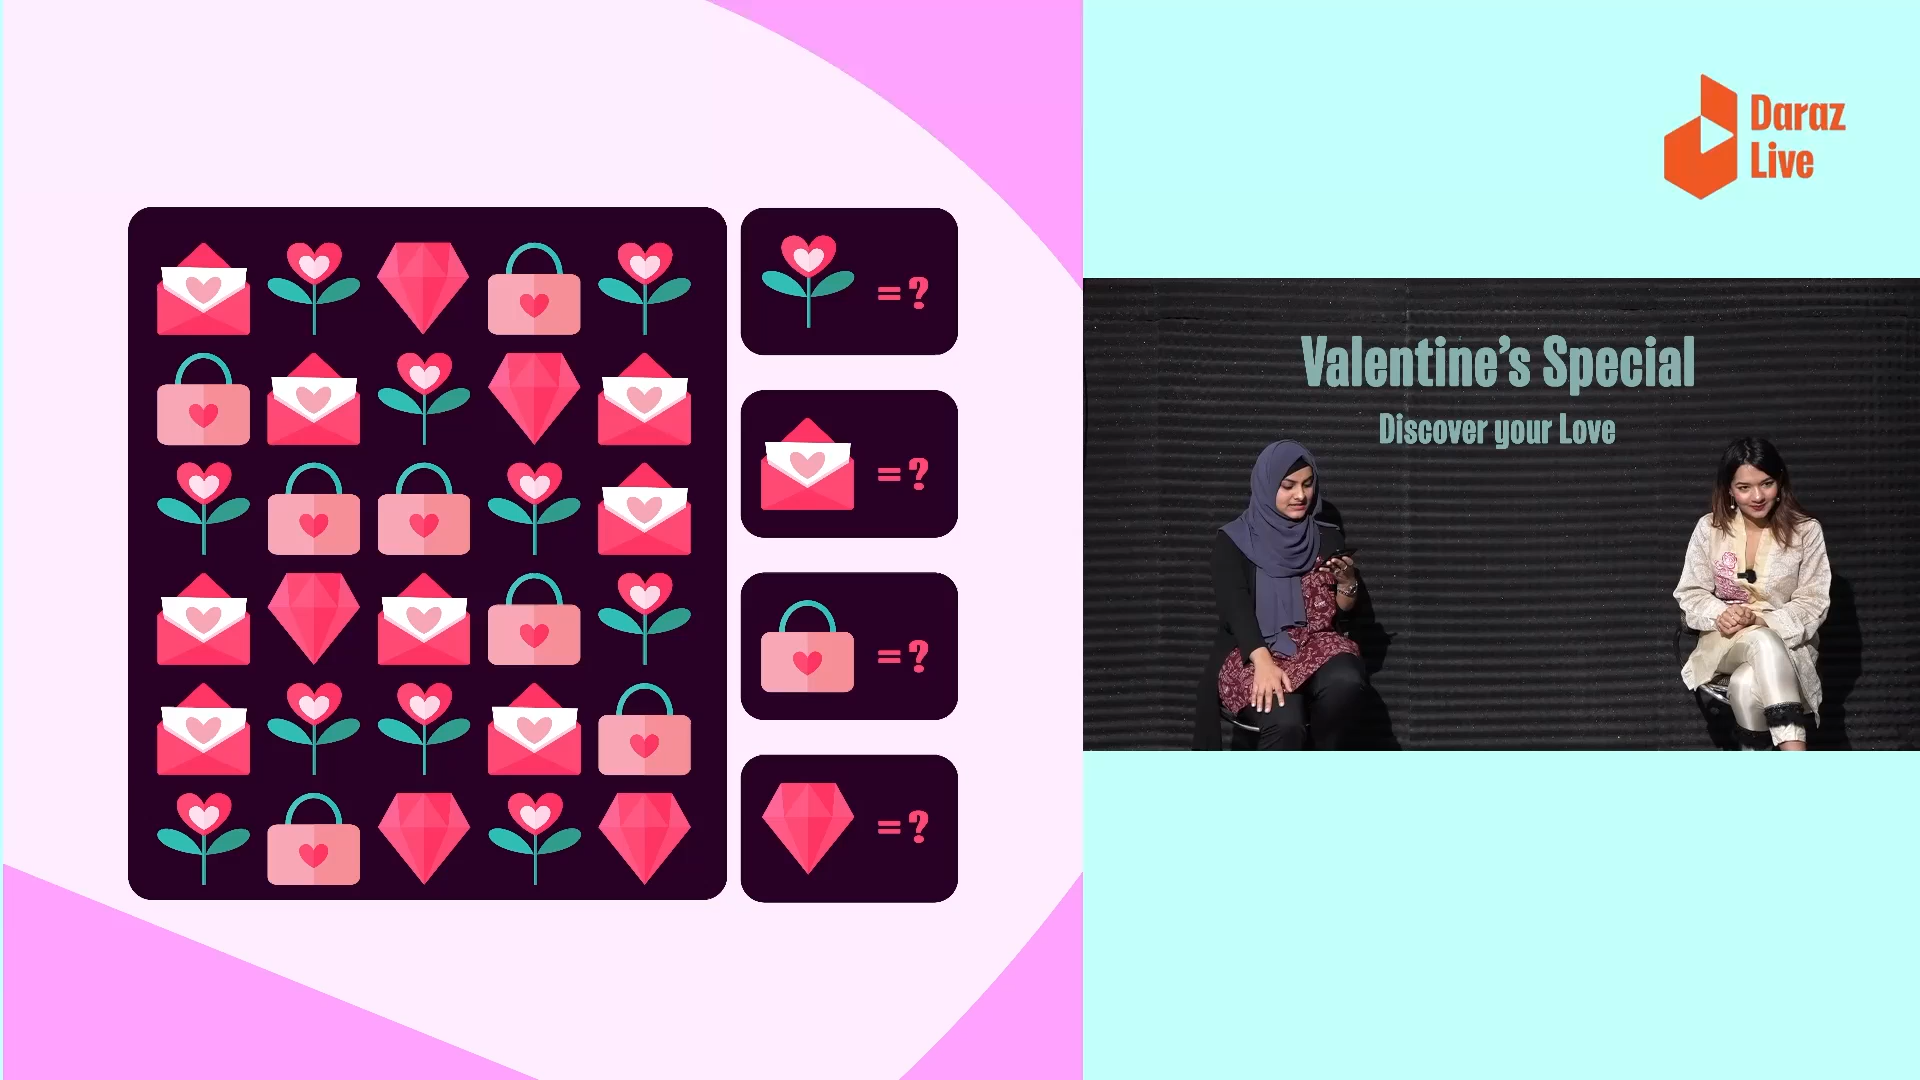 = ?
= ?
= ?
= ?
Daraz
Live
Valentine's Special
Discover your Love